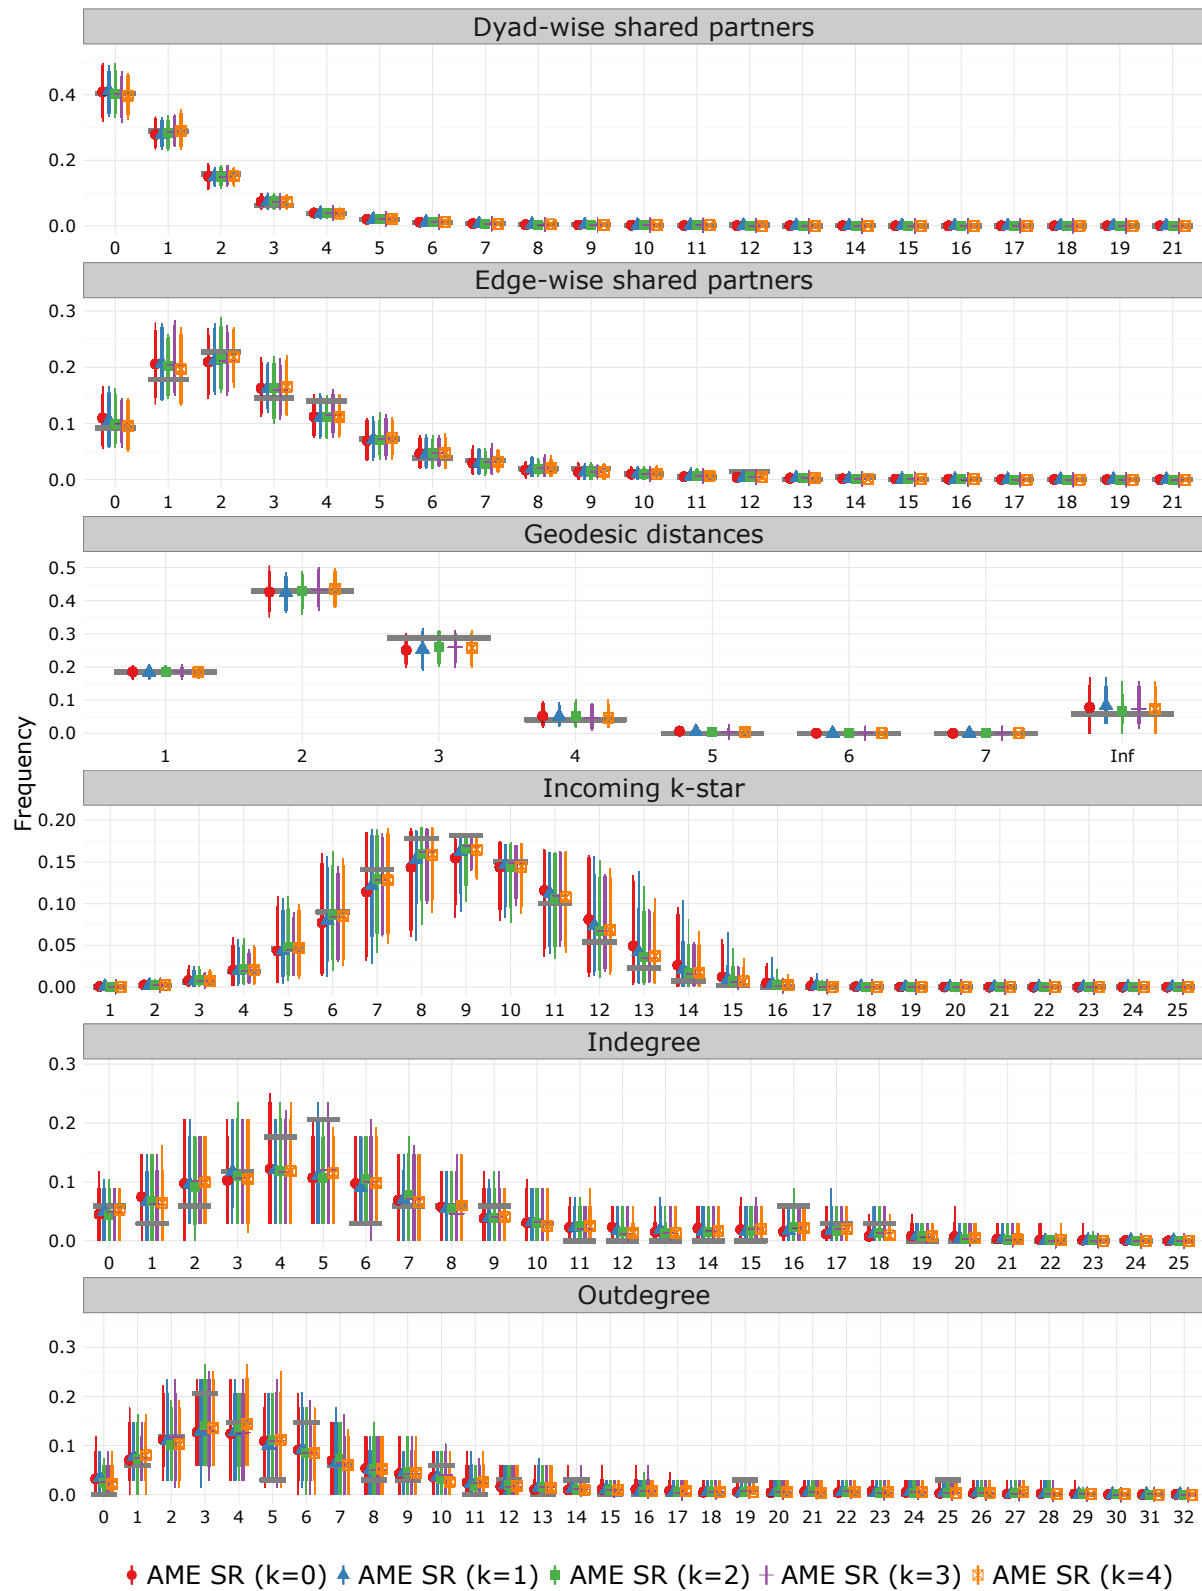 Dyad-wise shared partners
0.4
0.2
0.0
0 1 2 3 4 5 6 7 8 9 10 11 12 13 14 15 16 17 18 19 21
Edge-wise shared partners
0.3
0.2
0.1
0.0
0 1 2 3 4 5 6 7 8 9 10 11 12 13 14 15 16 17 18 19 21
Geodesic distances
0.5
0.4
0.3
0.2
0.1
0.0
1 2 3 4 5 6 7 Inf
Frequency
Incoming k-star
0.20
0.15
0.10
0.05
0.00
1 2 3 4 5 6 7 8 9 10 11 12 13 14 15 16 17 18 19 20 21 22 23 24 25
Indegree
0.3
0.2
0.1
0.0
0 1 2 3 4 5 6 7 8 9 10 11 12 13 14 15 16 17 18 19 20 21 22 23 24 25
Outdegree
0.3
0.2
0.1
0.0
0 1 2 3 4 5 6 7 8 9 10 11 12 13 14 15 16 17 18 19 20 21 22 23 24 25 26 27 28 29 30 31 32
AME SR (k=0) AME SR (k=1) AME SR (k=2) AME SR (k=3) AME SR (k=4)